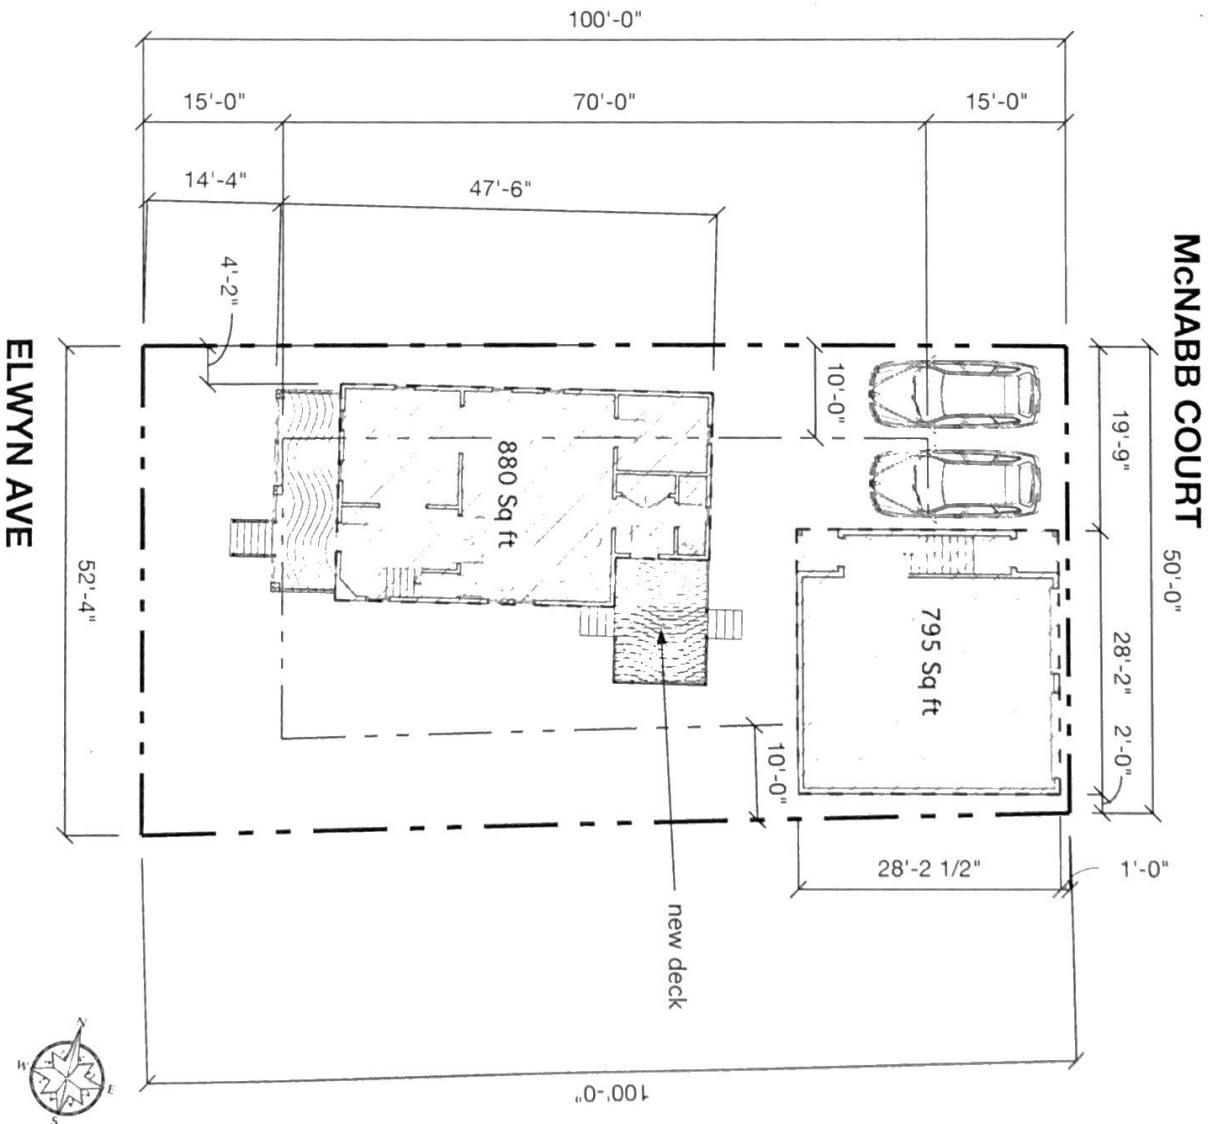 100'-0"
15'-0"
70'-0"
15'-0"
14'-4"
47'-6"
4'-2"
McNABB COURT
ELWYN AVE
10'-0"
19'-9"
880 Sq ft
50'-0"
52'-4"
795 Sq ft
28'-2"
2'-0"
10'-0"
28'-2 1/2"
1'-0"
new deck
100'-0"
N
W
E
S